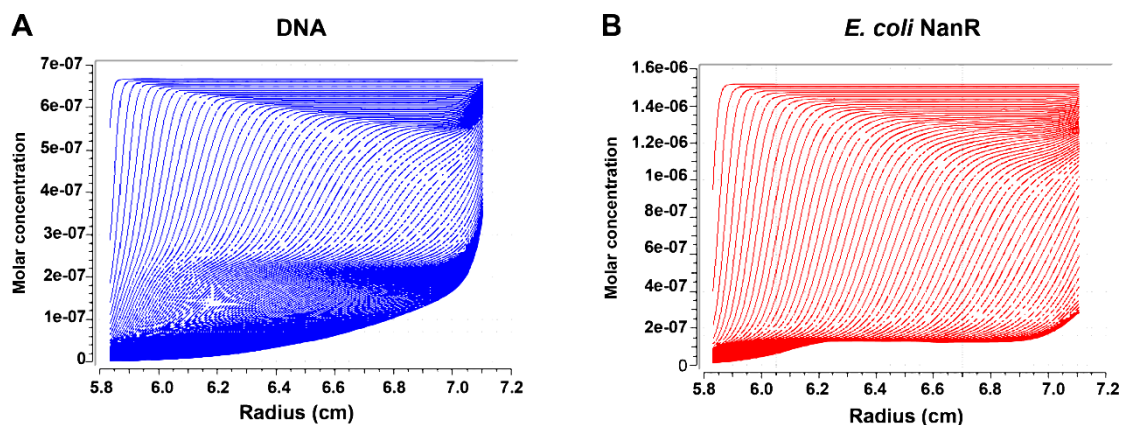 A
DNA
7e-07
6e-07
5e-07
4e-07
3e-07
2e-07
1e-07
0
Molar concentration
5.8 6.0 6.2 6.4 6.6 6.8 7.0 7.2
Radius (cm)
B
E. coli NanR
1.6e-06
1.4e-06
1.2e-06
1e-06
8e-07
6e-07
4e-07
2e-07
0
Molar concentration
5.8 6.0 6.2 6.4 6.6 6.8 7.0 7.2
Radius (cm)